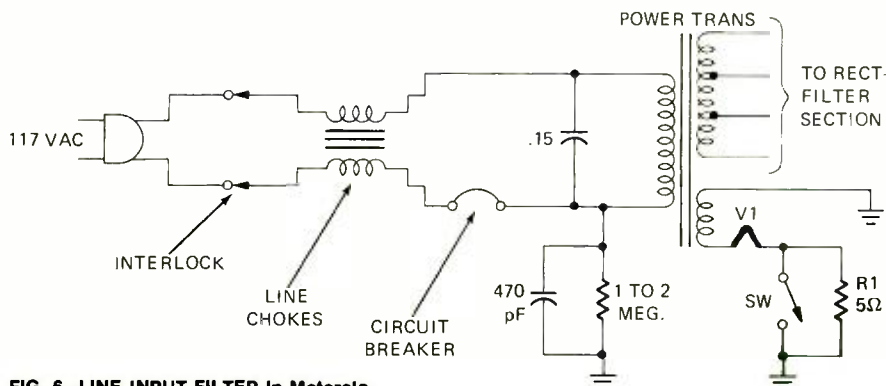 POWER TRANS
TO RECT-
FILTER
SECTION
117 VAC
.15
V1
INTERLOCK
LINE
CHOKES
CIRCUIT
BREAKER
470
pF
1 TO 2
MEG.
SW
R1
5Ω
FIG. 6 LINE INPUT FILTER in Motorola